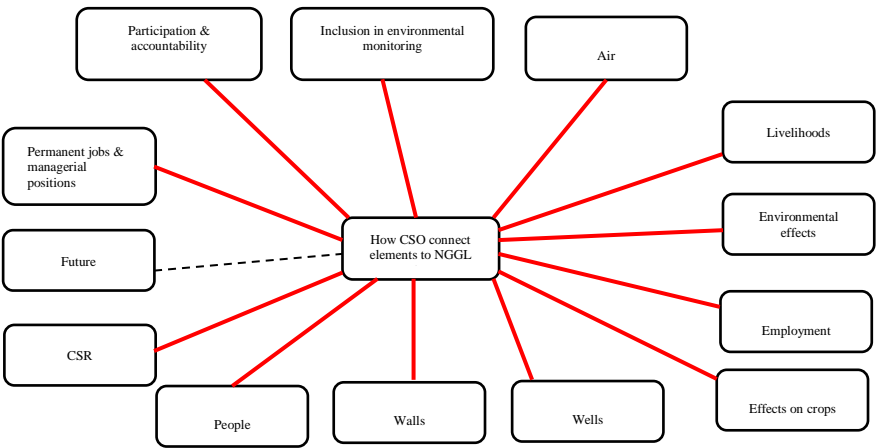 Participation &
accountability
Inclusion in environmental
monitoring
Air
Livelihoods
Permanent jobs &
managerial
positions
How CSO connect
elements to NGGL
Environmental
effects
Future
Employment
CSR
Effects on crops
People
Walls
Wells